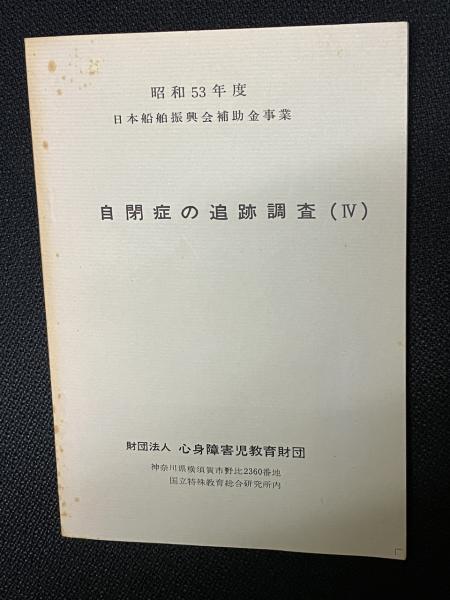 昭和53年度
日本船舶振興会補助金事業
自閉症の追跡調査(Ⅳ)
財団法人 心身障害児教育財団
神奈川県横須賀市野比2360番地
国立特殊教育総合研究所内